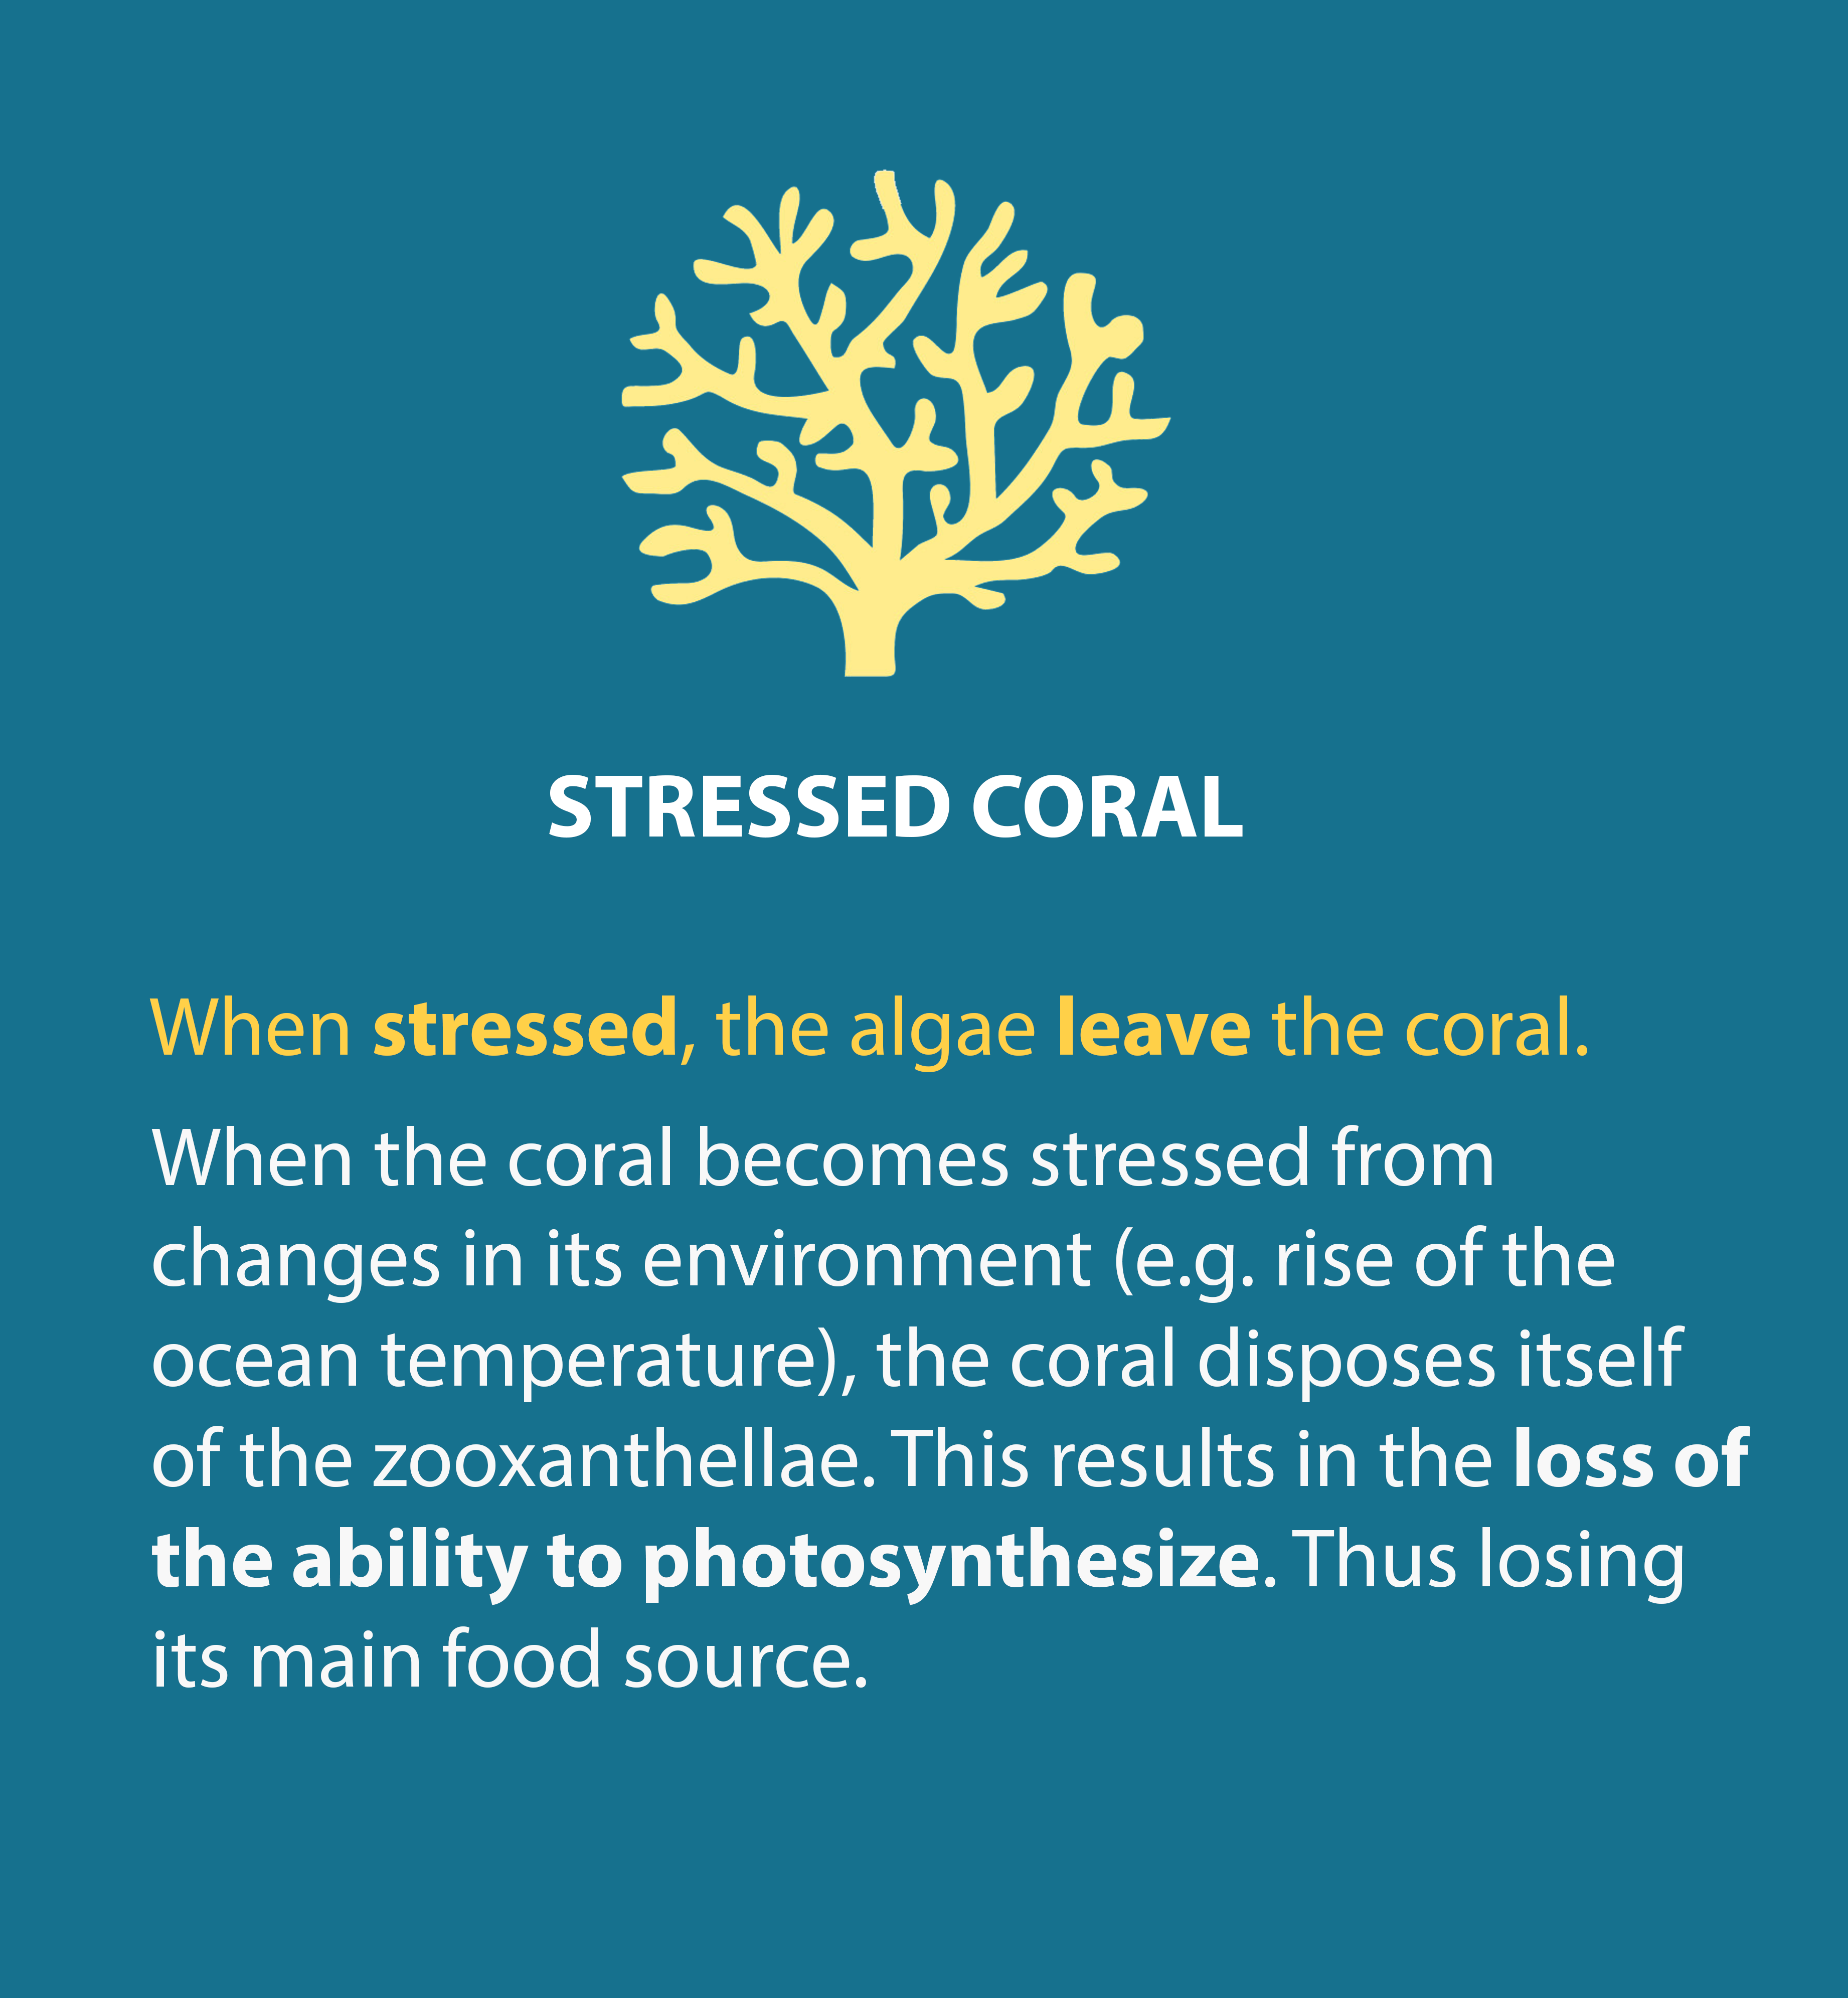 STRESSED CORAL
When stressed, the algae leave the coral.
When the coral becomes stressed from
changes in its environment (e.g. rise of the
ocean temperature), the coral disposes itself
of the zooxanthellae. This results in the loss of
the ability to photosynthesize. Thus losing
its main food source.